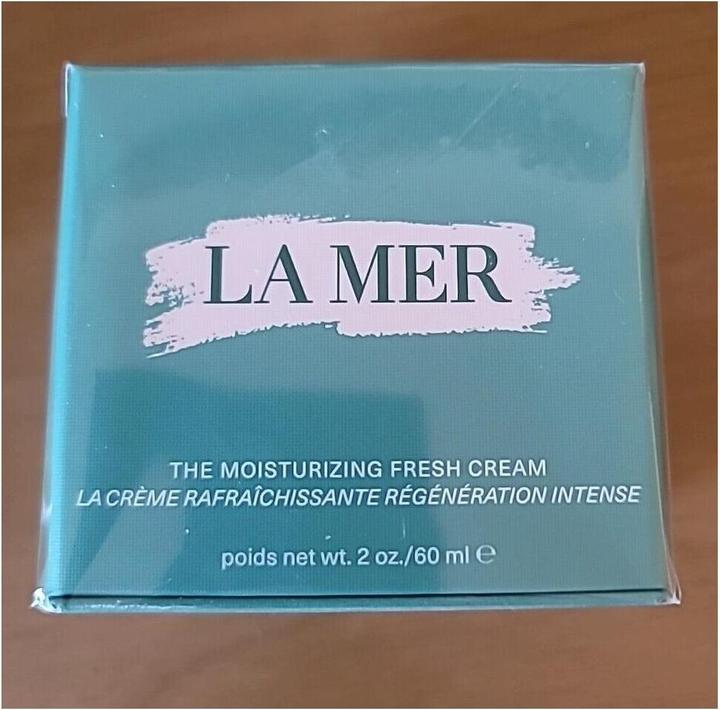 LA MER
THE MOISTURIZING FRESH CREAM
LA CRÈME RAFRAÎCHISSANTE RÉGÉNÉRATION INTENSE
poids net wt. 2 oz./60 ml ℮